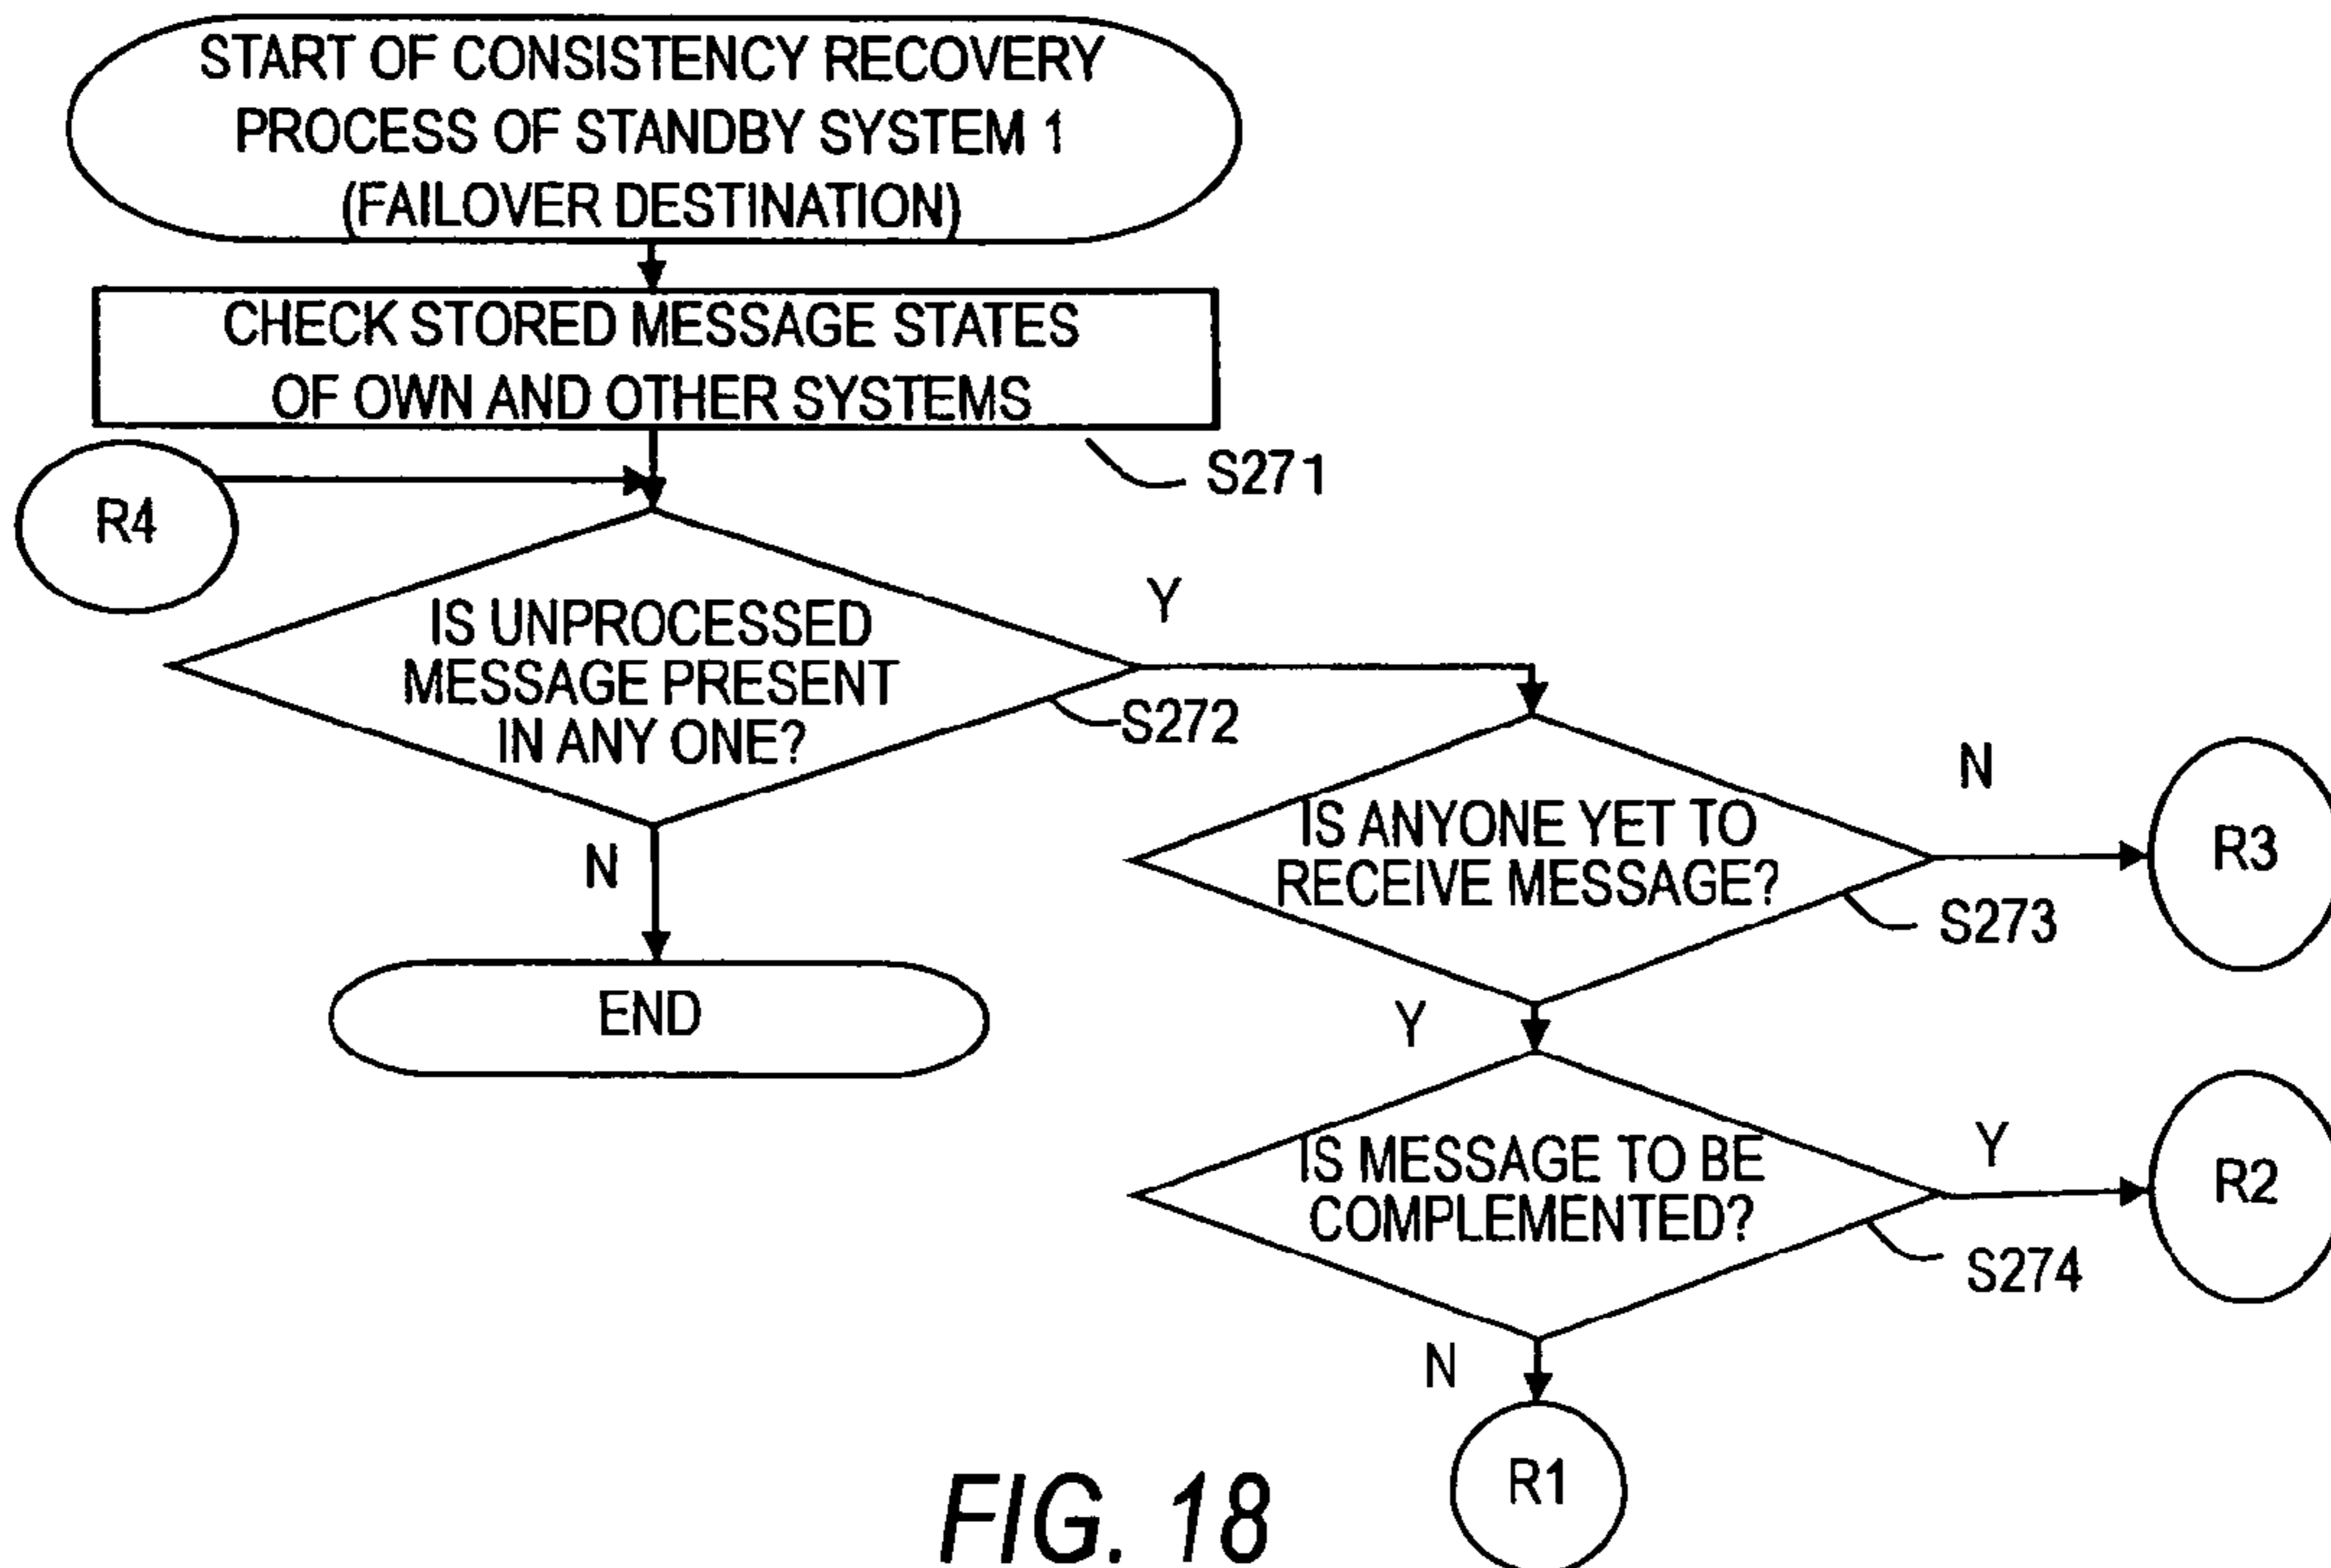 START OF CONSISTENCY RECOVERY
PROCESS OF STANDBY SYSTEM 1
(FAILOVER DESTINATION)
CHECK STORED MESSAGE STATES
OF OWN AND OTHER SYSTEMS
S271
R4
IS UNPROCESSED
MESSAGE PRESENT
IN ANY ONE?
Y
S272
N
END
IS ANYONE YET TO
RECEIVE MESSAGE?
N
R3
S273
Y
IS MESSAGE TO BE
COMPLEMENTED?
Y
R2
S274
N
R1
FIG. 18